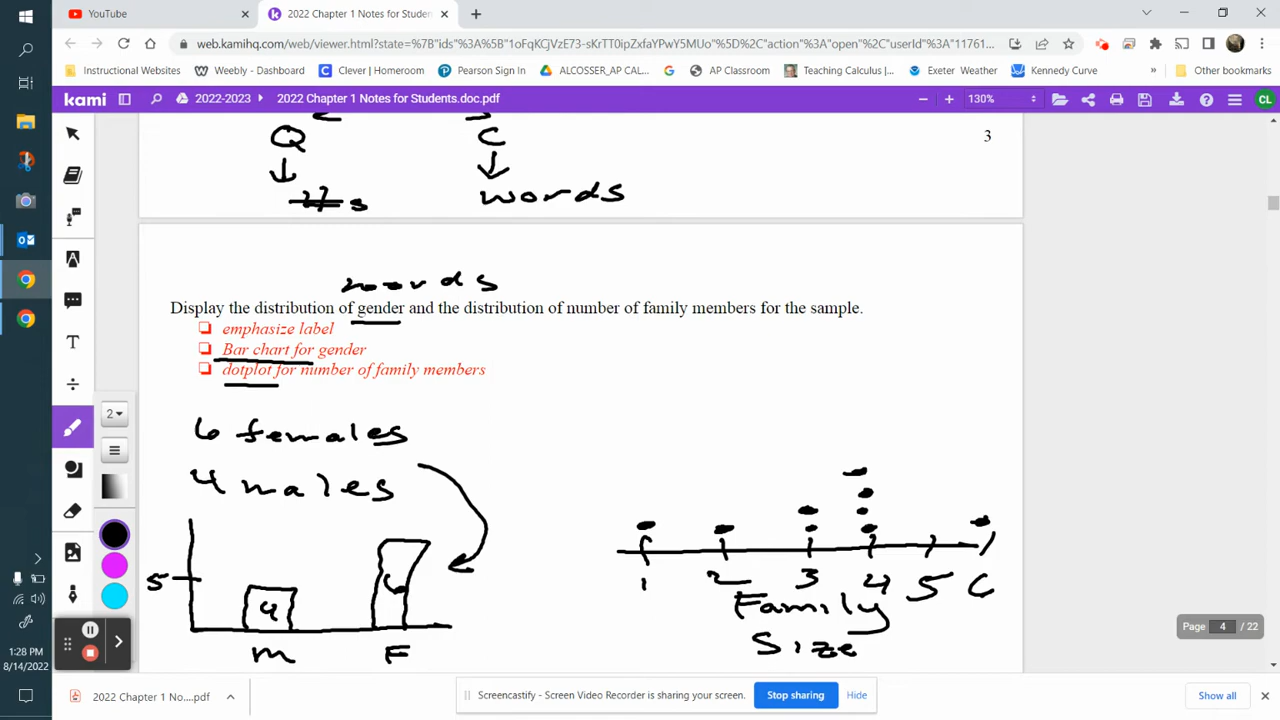 YouTube
2022 Chapter 1 Notes for Studen
web.kamihq.com/web/viewer.html?state=%7B"ids"%3A%5B"1oFqKCjVzE73-sKrTT0ipZxfaYPwY5MUo"%5D%2C"action"%3A"open"%2C"userId"%3A"11761...
Instructional Websites
Weebly - Dashboard
Clever | Homeroom
Pearson Sign In
ALCOSSER_AP CAL...
AP Classroom
Teaching Calculus |...
Exeter Weather
Kennedy Curve
»
Other bookmarks
kami
2022-2023
2022 Chapter 1 Notes for Students.doc.pdf
130%
CL
Q C
3
#s words
words
Display the distribution of gender and the distribution of number of family members for the sample.
emphasize label
Bar chart for gender
dotplot for number of family members
2
6 females
4 males
5
4 6
M F
1 2 3 4 5 6
Family
Size
Page 4 / 22
1:28 PM
8/14/2022
2022 Chapter 1 No....pdf
Screencastify - Screen Video Recorder is sharing your screen.
Stop sharing
Hide
Show all